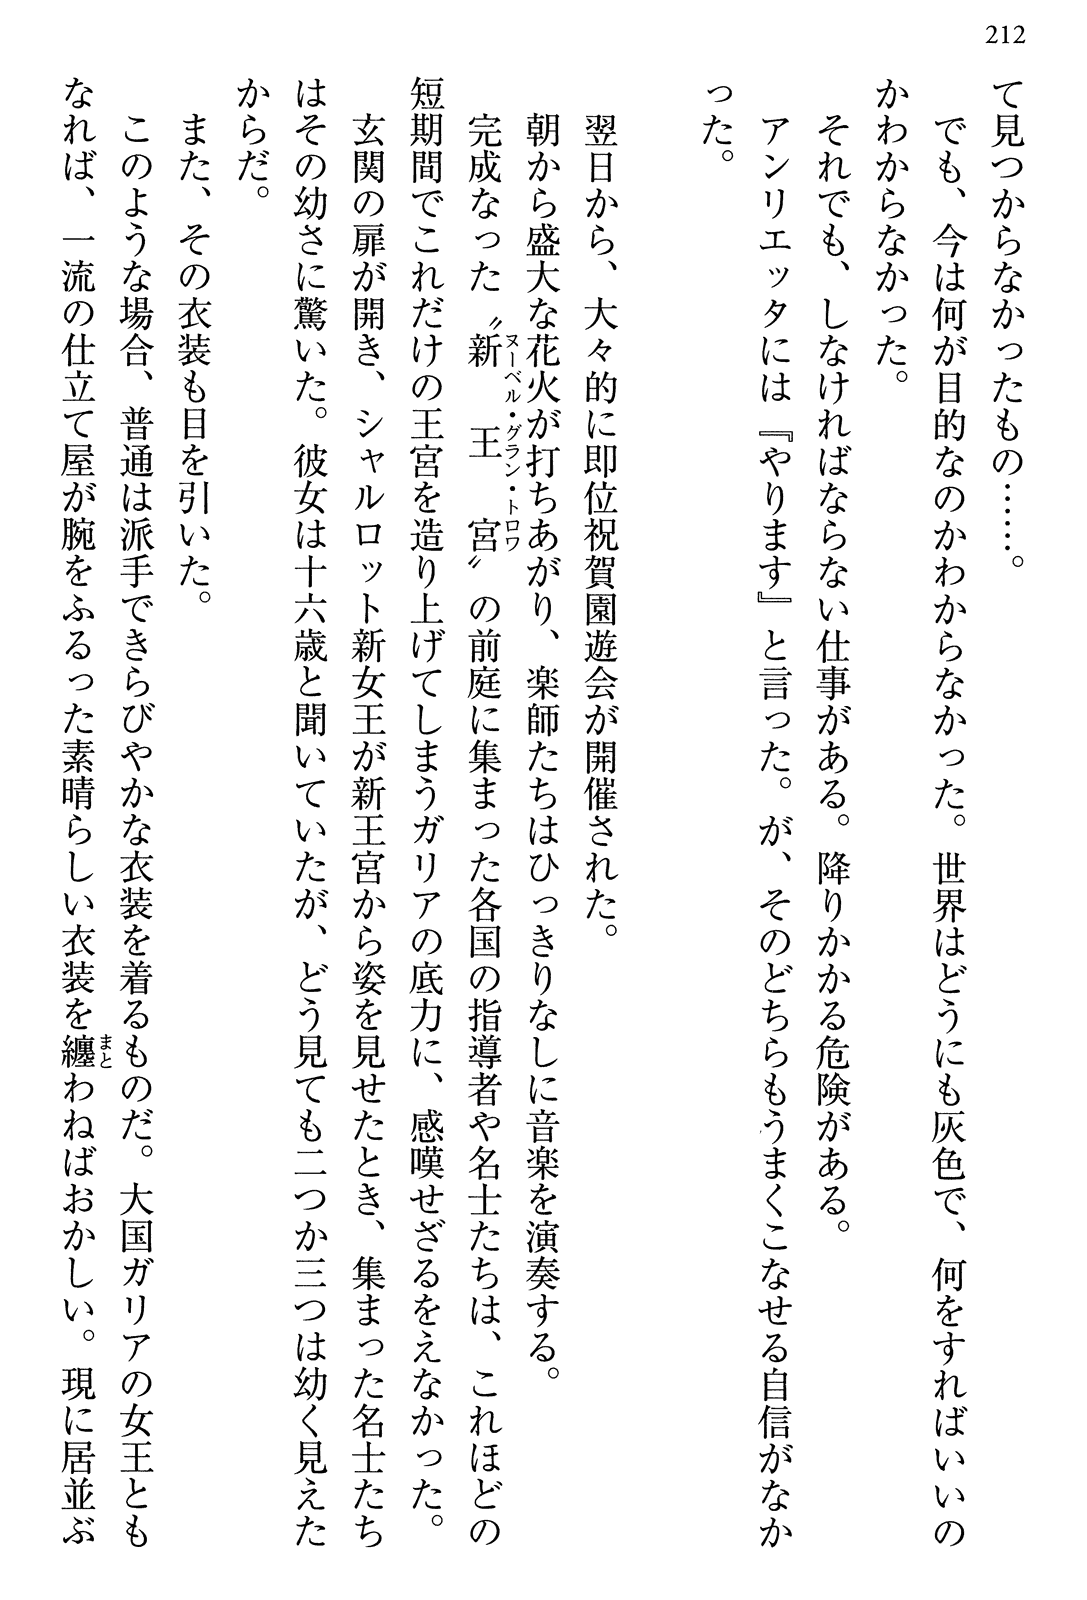 212
て見つからなかったもの……。
でも、今は何が目的なのかわからなかった。世界はどうにも灰色で、何をすればいいの
かわからなかった。
それでも、しなければならない仕事がある。降りかかる危険がある。
アンリエッタには『やります』と言った。が、そのどちらもうまくこなせる自信がなか
った。
翌日から、大々的に即位祝賀園遊会が開催された。
朝から盛大な花火が打ちあがり、楽師たちはひっきりなしに音楽を演奏する。
ヌーベル・グラン・トロワ
完成なった〝新王宮〟の前庭に集まった各国の指導者や名士たちは、これほどの
短期間でこれだけの王宮を造り上げてしまうガリアの底力に、感嘆せざるをえなかった。
玄関の扉が開き、シャルロット新女王が新王宮から姿を見せたとき、集まった名士たち
はその幼さに驚いた。彼女は十六歳と聞いていたが、どう見ても二つか三つは幼く見えた
からだ。
また、その衣装も目を引いた。
このような場合、普通は派手できらびやかな衣装を着るものだ。大国ガリアの女王とも
まと
なれば、一流の仕立て屋が腕をふるった素晴らしい衣装を纏わねばおかしい。現に居並ぶ